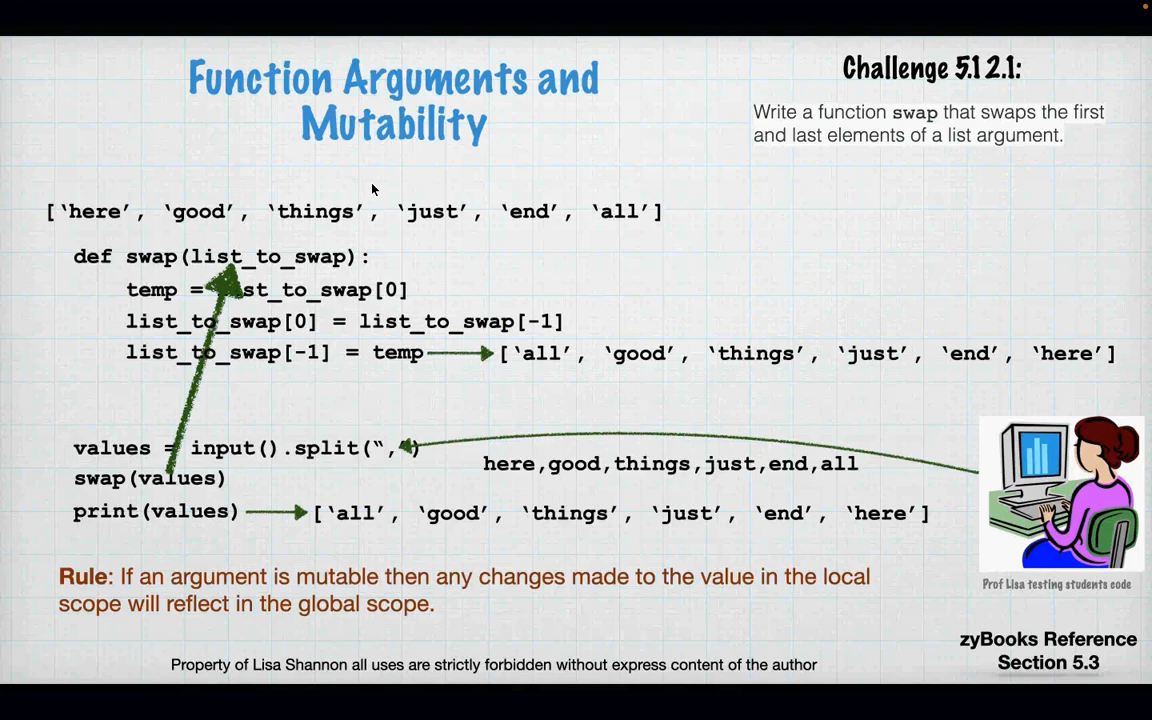 Function Arguments and
Mutability
Challenge 5.12.1:
Write a function swap that swaps the first
and last elements of a list argument.
[‘here’, ‘good’, ‘things’, ‘just’, ‘end’, ‘all’]
def swap(list_to_swap):
temp = list_to_swap[0]
list_to_swap[0] = list_to_swap[-1]
list_to_swap[-1] = temp
[‘all’, ‘good’, ‘things’, ‘just’, ‘end’, ‘here’]
values = input().split(“,”)
here,good,things,just,end,all
swap(values)
print(values)
[‘all’, ‘good’, ‘things’, ‘just’, ‘end’, ‘here’]
Rule: If an argument is mutable then any changes made to the value in the local
scope will reflect in the global scope.
Prof Lisa testing students code
zyBooks Reference
Section 5.3
Property of Lisa Shannon all uses are strictly forbidden without express content of the author